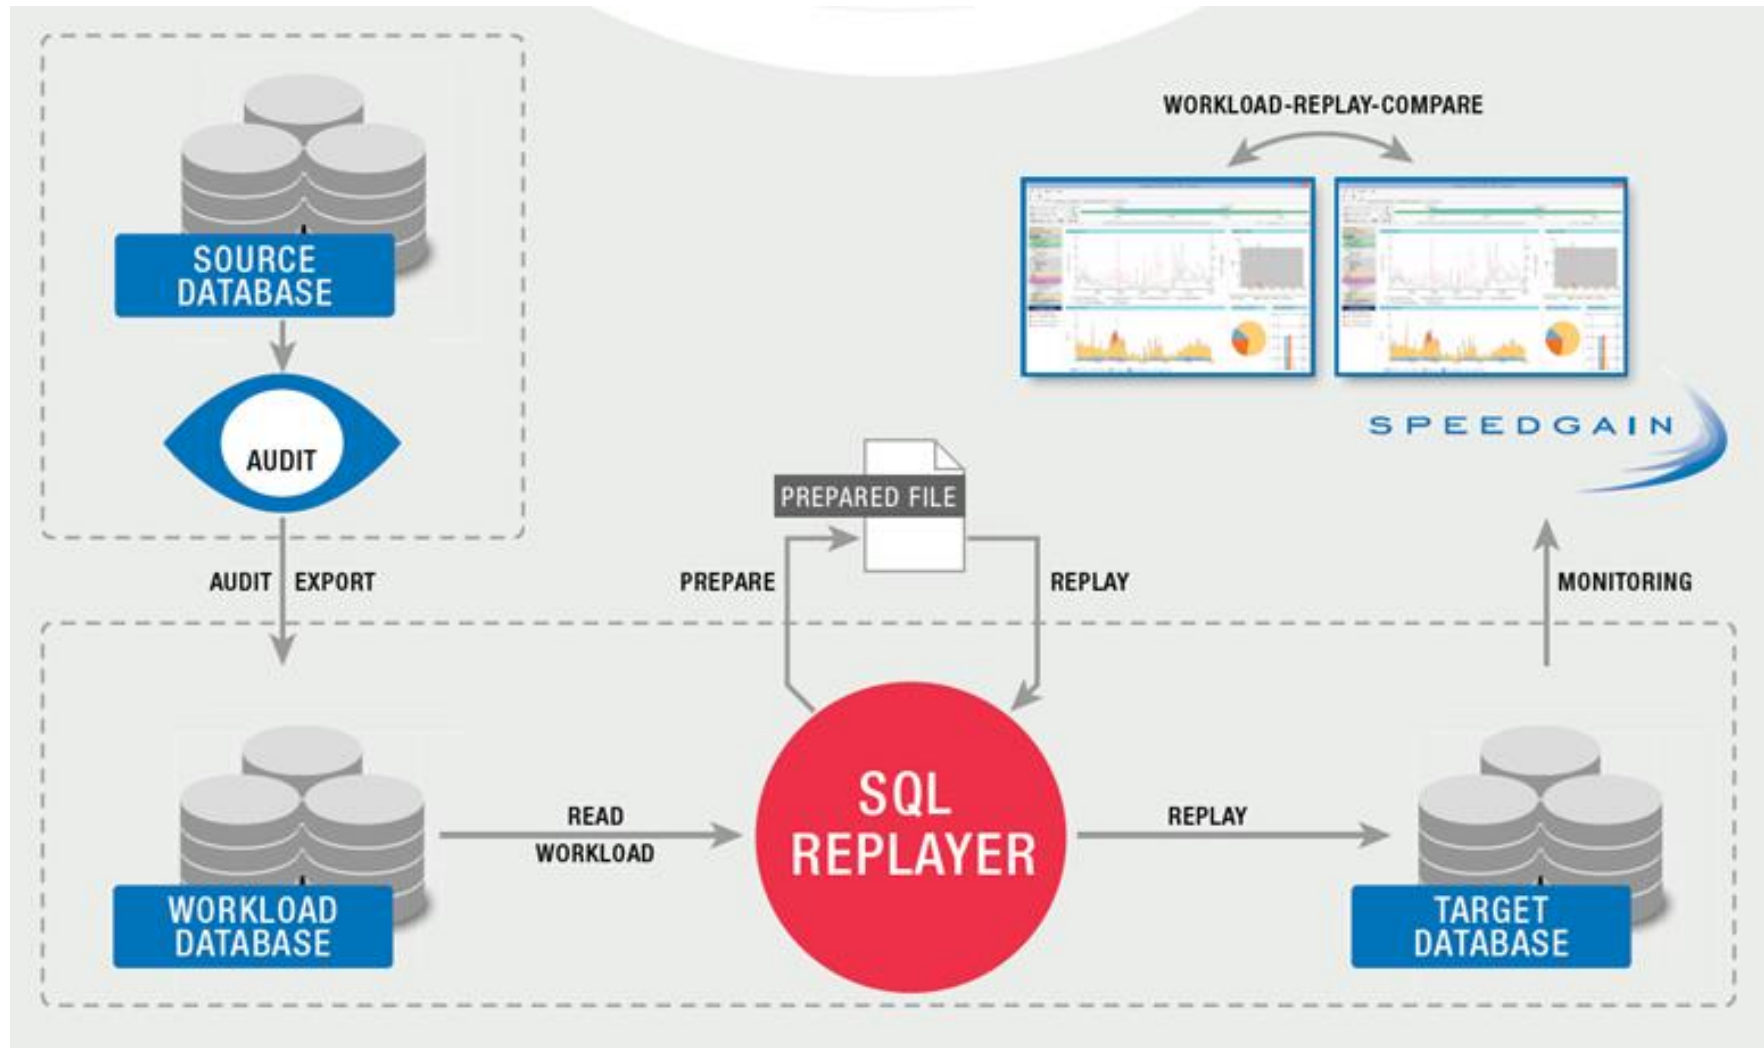 SOURCE
DATABASE
AUDIT
AUDIT EXPORT
WORKLOAD-REPLAY-COMPARE
SPEEDGAIN
PREPARED FILE
PREPARE
REPLAY
MONITORING
WORKLOAD
DATABASE
READ
WORKLOAD
SQL
REPLAYER
REPLAY
TARGET
DATABASE